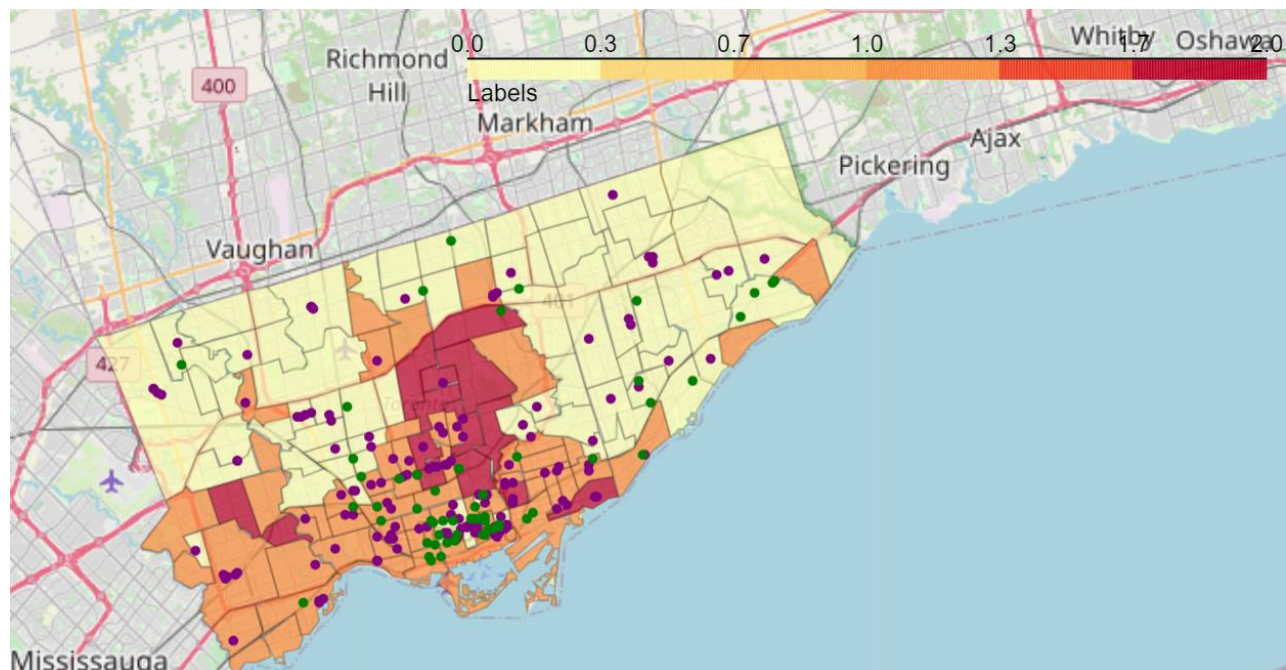 0.0 0.3 0.7 1.0 1.3 1.7 2.0
Labels
Whitby Oshawa
Richmond
Hill
400
Markham
Ajax
Pickering
Vaughan
401
427
Toronto
Mississauga